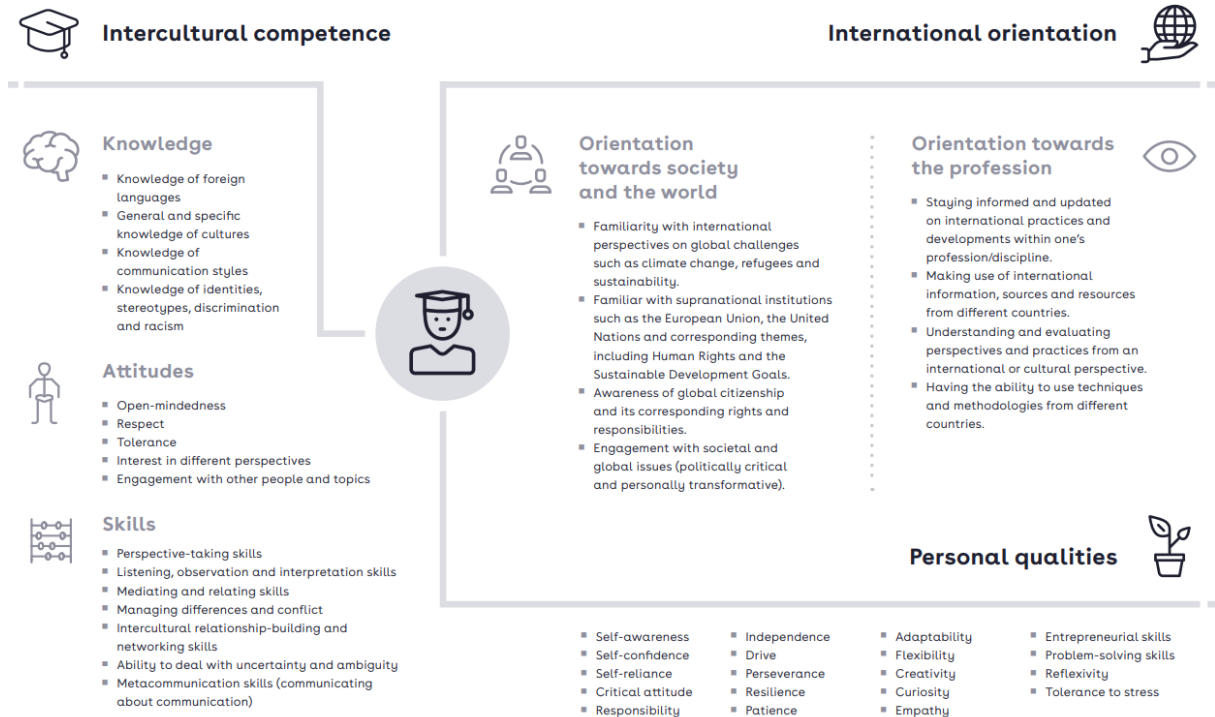 Intercultural competence
International orientation
Knowledge
▪ Knowledge of foreign
languages
▪ General and specific
knowledge of cultures
▪ Knowledge of
communication styles
▪ Knowledge of identities,
stereotypes, discrimination
and racism
Attitudes
▪ Open-mindedness
▪ Respect
▪ Tolerance
▪ Interest in different perspectives
▪ Engagement with other people and topics
Skills
▪ Perspective-taking skills
▪ Listening, observation and interpretation skills
▪ Mediating and relating skills
▪ Managing differences and conflict
▪ Intercultural relationship-building and
networking skills
▪ Ability to deal with uncertainty and ambiguity
▪ Metacommunication skills (communicating
about communication)
Orientation
towards society
and the world
▪ Familiarity with international
perspectives on global challenges
such as climate change, refugees and
sustainability.
▪ Familiar with supranational institutions
such as the European Union, the United
Nations and corresponding themes,
including Human Rights and the
Sustainable Development Goals.
▪ Awareness of global citizenship
and its corresponding rights and
responsibilities.
▪ Engagement with societal and
global issues (politically critical
and personally transformative).
Orientation towards
the profession
▪ Staying informed and updated
on international practices and
developments within one's
profession/discipline.
▪ Making use of international
information, sources and resources
from different countries.
▪ Understanding and evaluating
perspectives and practices from an
international or cultural perspective.
▪ Having the ability to use techniques
and methodologies from different
countries.
Personal qualities
▪ Self-awareness
▪ Self-confidence
▪ Self-reliance
▪ Critical attitude
▪ Responsibility
▪ Independence
▪ Drive
▪ Perseverance
▪ Resilience
▪ Patience
▪ Adaptability
▪ Flexibility
▪ Creativity
▪ Curiosity
▪ Empathy
▪ Entrepreneurial skills
▪ Problem-solving skills
▪ Reflexivity
▪ Tolerance to stress